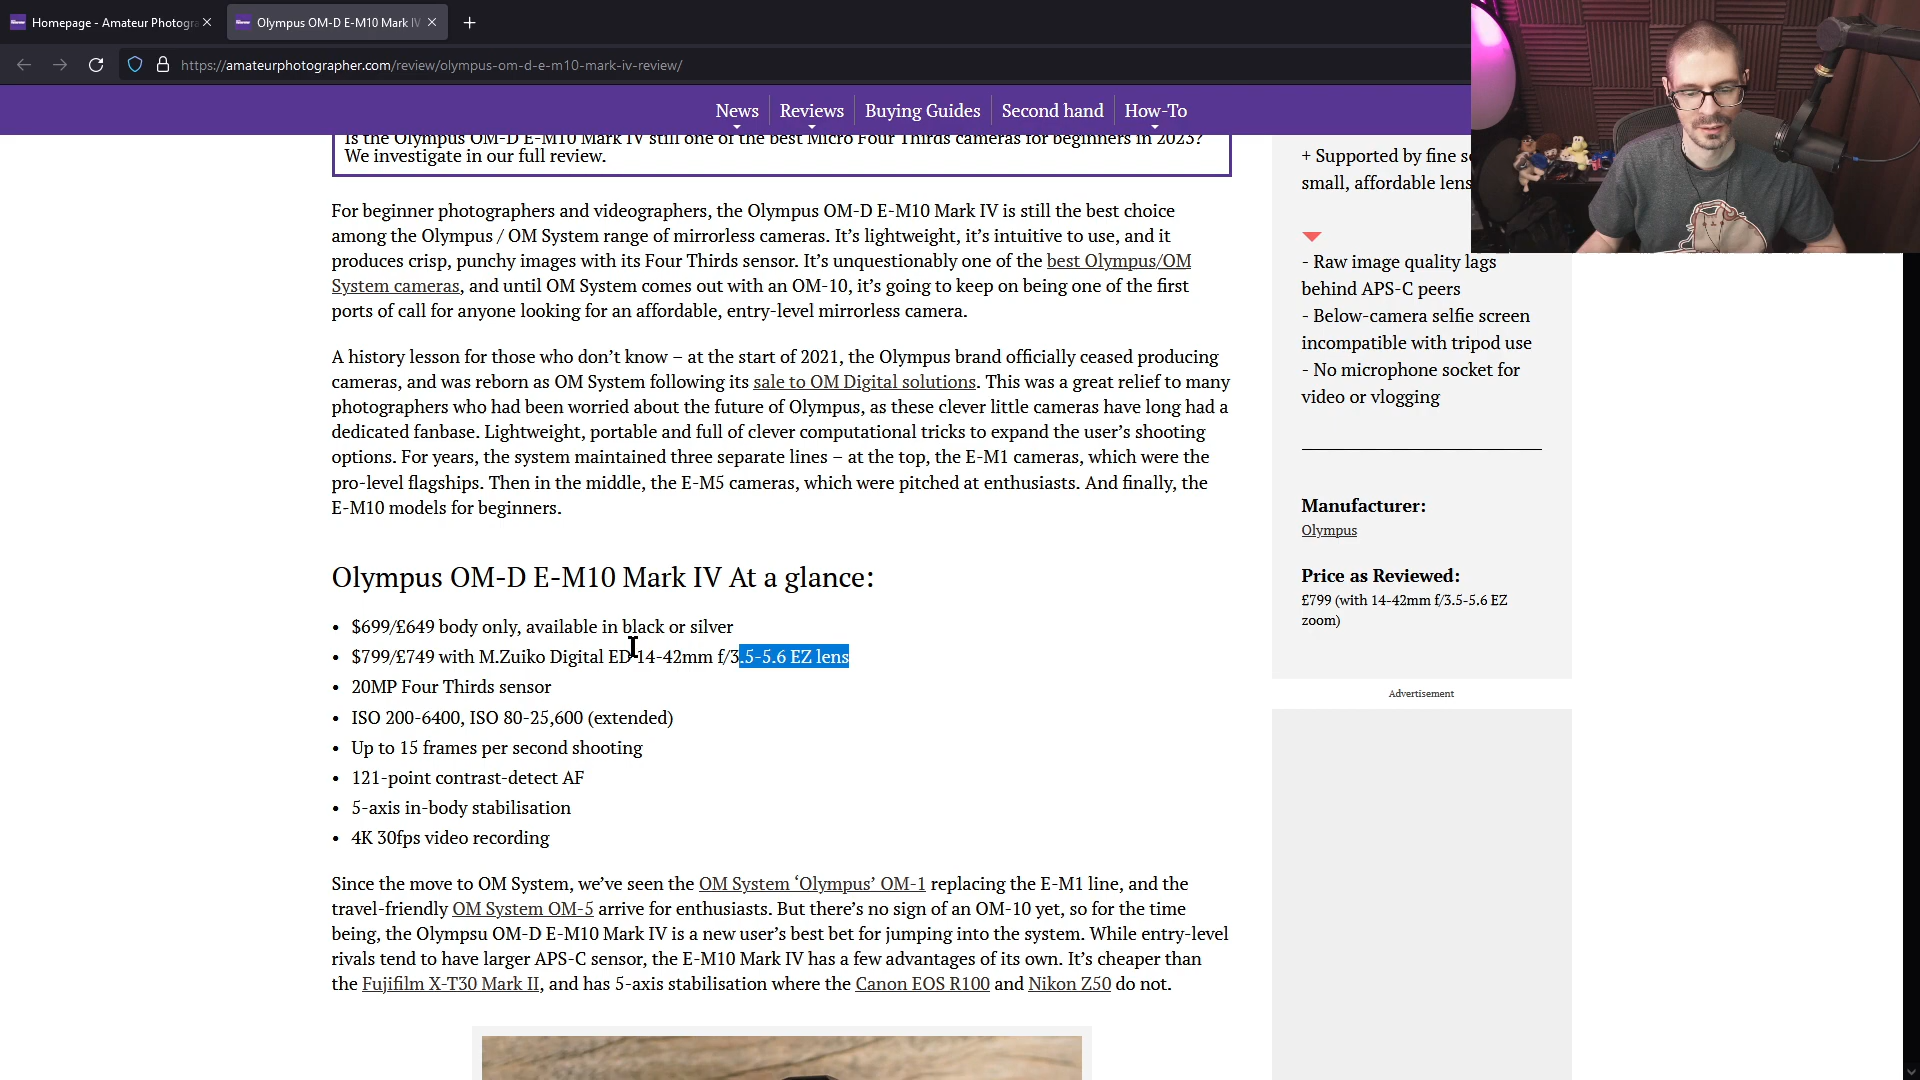 Homepage - Amateur Photogra
Olympus OM-D E-M10 Mark IV
https://amateurphotographer.com/review/olympus-om-d-e-m10-mark-iv-review/
News
Reviews
Buying Guides
Second hand
How-To
Is the Olympus OM-D E-M10 Mark IV still one of the best Micro Four Thirds cameras for beginners in 2023?
We investigate in our full review.
For beginner photographers and videographers, the Olympus OM-D E-M10 Mark IV is still the best choice
among the Olympus / OM System range of mirrorless cameras. It’s lightweight, it’s intuitive to use, and it
produces crisp, punchy images with its Four Thirds sensor. It’s unquestionably one of the best Olympus/OM
System cameras, and until OM System comes out with an OM-10, it’s going to keep on being one of the first
ports of call for anyone looking for an affordable, entry-level mirrorless camera.
A history lesson for those who don’t know – at the start of 2021, the Olympus brand officially ceased producing
cameras, and was reborn as OM System following its sale to OM Digital solutions. This was a great relief to many
photographers who had been worried about the future of Olympus, as these clever little cameras have long had a
dedicated fanbase. Lightweight, portable and full of clever computational tricks to expand the user’s shooting
options. For years, the system maintained three separate lines – at the top, the E-M1 cameras, which were the
pro-level flagships. Then in the middle, the E-M5 cameras, which were pitched at enthusiasts. And finally, the
E-M10 models for beginners.
Olympus OM-D E-M10 Mark IV At a glance:
• $699/£649 body only, available in black or silver
• $799/£749 with M.Zuiko Digital ED 14-42mm f/3.5-5.6 EZ lens
• 20MP Four Thirds sensor
• ISO 200-6400, ISO 80-25,600 (extended)
• Up to 15 frames per second shooting
• 121-point contrast-detect AF
• 5-axis in-body stabilisation
• 4K 30fps video recording
Since the move to OM System, we’ve seen the OM System ‘Olympus’ OM-1 replacing the E-M1 line, and the
travel-friendly OM System OM-5 arrive for enthusiasts. But there’s no sign of an OM-10 yet, so for the time
being, the Olympsu OM-D E-M10 Mark IV is a new user’s best bet for jumping into the system. While entry-level
rivals tend to have larger APS-C sensor, the E-M10 Mark IV has a few advantages of its own. It’s cheaper than
the Fujifilm X-T30 Mark II, and has 5-axis stabilisation where the Canon EOS R100 and Nikon Z50 do not.
+ Supported by fine s
small, affordable lens
- Raw image quality lags
behind APS-C peers
- Below-camera selfie screen
incompatible with tripod use
- No microphone socket for
video or vlogging
Manufacturer:
Olympus
Price as Reviewed:
£799 (with 14-42mm f/3.5-5.6 EZ
zoom)
Advertisement